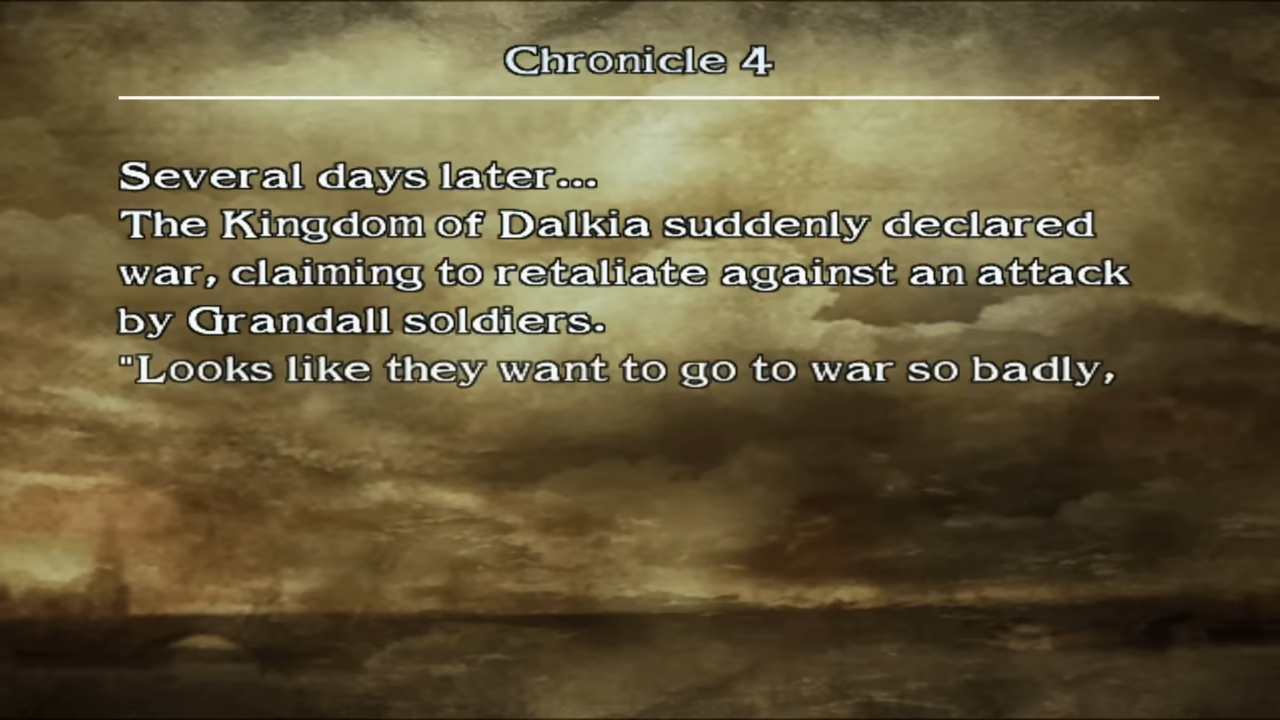 Chronicle 4
Several days later...
The Kingdom of Dalkia suddenly declared
war, claiming to retaliate against an attack
by Grandall soldiers.
"Looks like they want to go to war so badly,